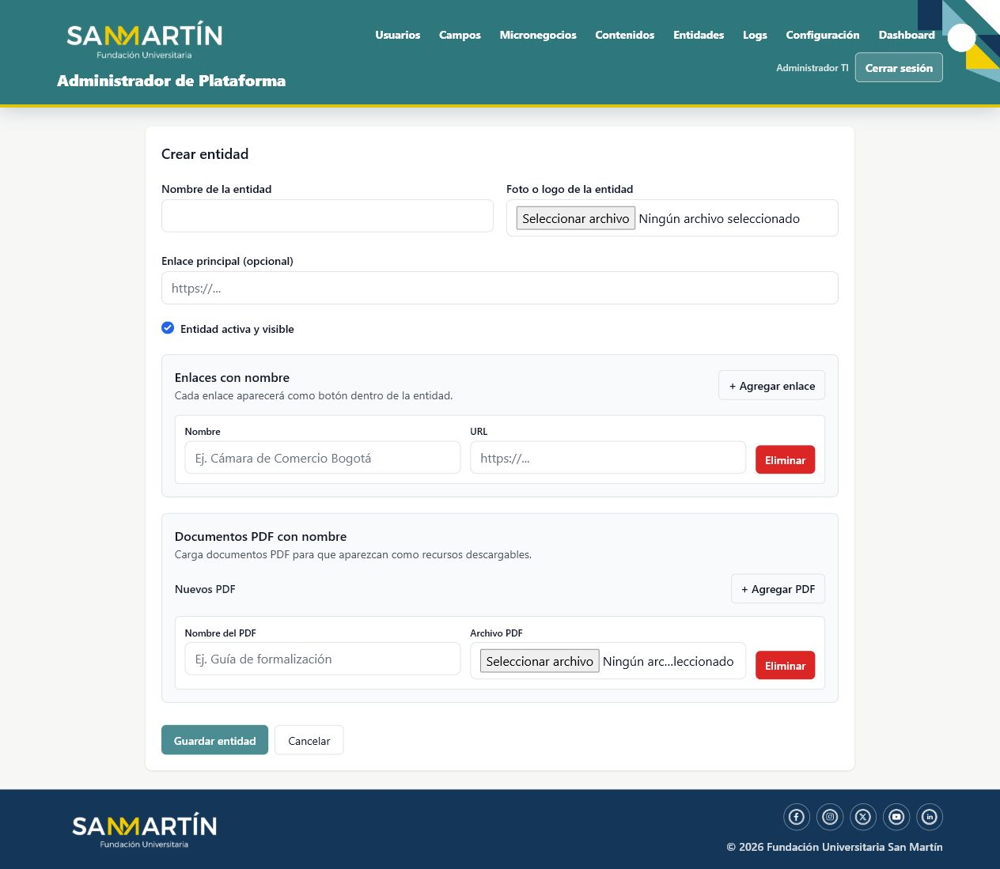 SANMARTÍN
Fundación Universitaria
Administrador de Plataforma
Usuarios Campos Micronegocios Contenidos Entidades Logs Configuración Dashboard
Administrador TI Cerrar sesión
Crear entidad
Nombre de la entidad
Foto o logo de la entidad
Seleccionar archivo Ningún archivo seleccionado
Enlace principal (opcional)
https://...
Entidad activa y visible
Enlaces con nombre
Cada enlace aparecerá como botón dentro de la entidad.
+ Agregar enlace
Nombre
URL
Ej. Cámara de Comercio Bogotá
https://...
Eliminar
Documentos PDF con nombre
Carga documentos PDF para que aparezcan como recursos descargables.
Nuevos PDF
+ Agregar PDF
Nombre del PDF
Archivo PDF
Ej. Guía de formalización
Seleccionar archivo Ningún arc...leccionado
Eliminar
Guardar entidad
Cancelar
SANMARTÍN
Fundación Universitaria
© 2026 Fundación Universitaria San Martín